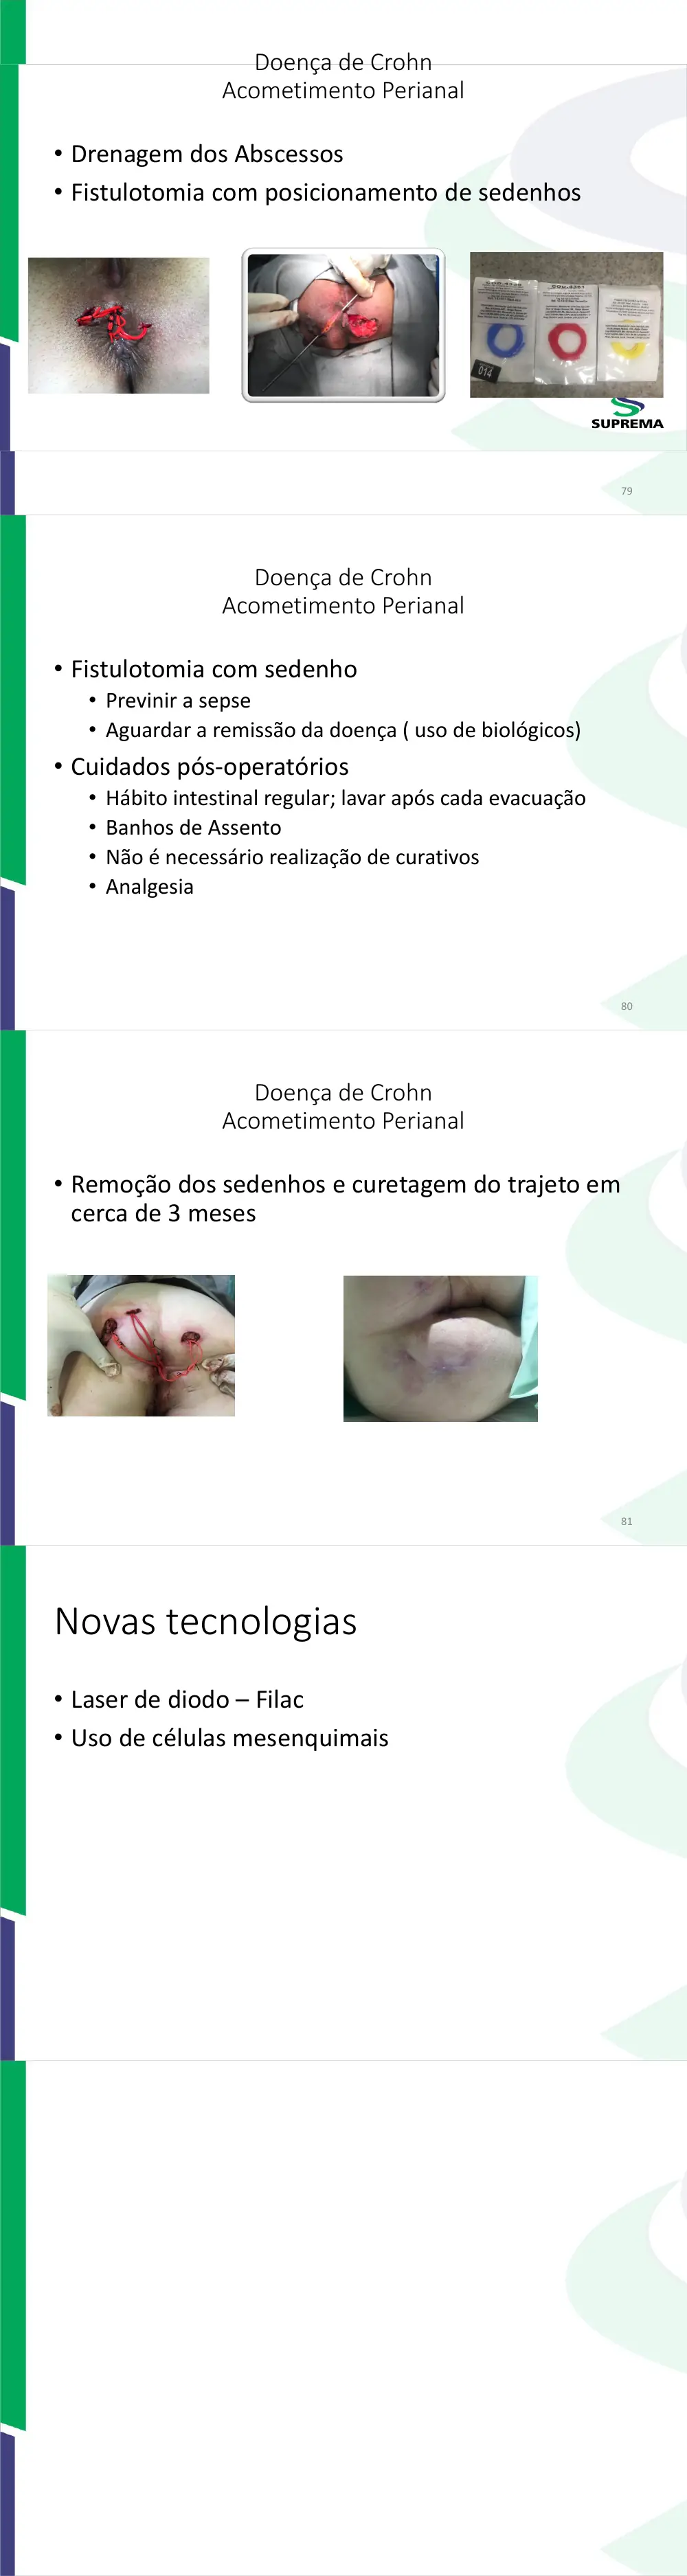 Doença de Crohn
Acometimento Perianal
• Drenagem dos Abscessos
• Fistulotomia com posicionamento de sedenhos
014
SUPREMA
79
Doença de Crohn
Acometimento Perianal
• Fistulotomia com sedenho
• Previnir a sepse
• Aguardar a remissão da doença ( uso de biológicos)
• Cuidados pós-operatórios
• Hábito intestinal regular; lavar após cada evacuação
• Banhos de Assento
• Não é necessário realização de curativos
• Analgesia
80
Doença de Crohn
Acometimento Perianal
• Remoção dos sedenhos e curetagem do trajeto em
cerca de 3 meses
81
Novas tecnologias
• Laser de diodo – Filac
• Uso de células mesenquimais